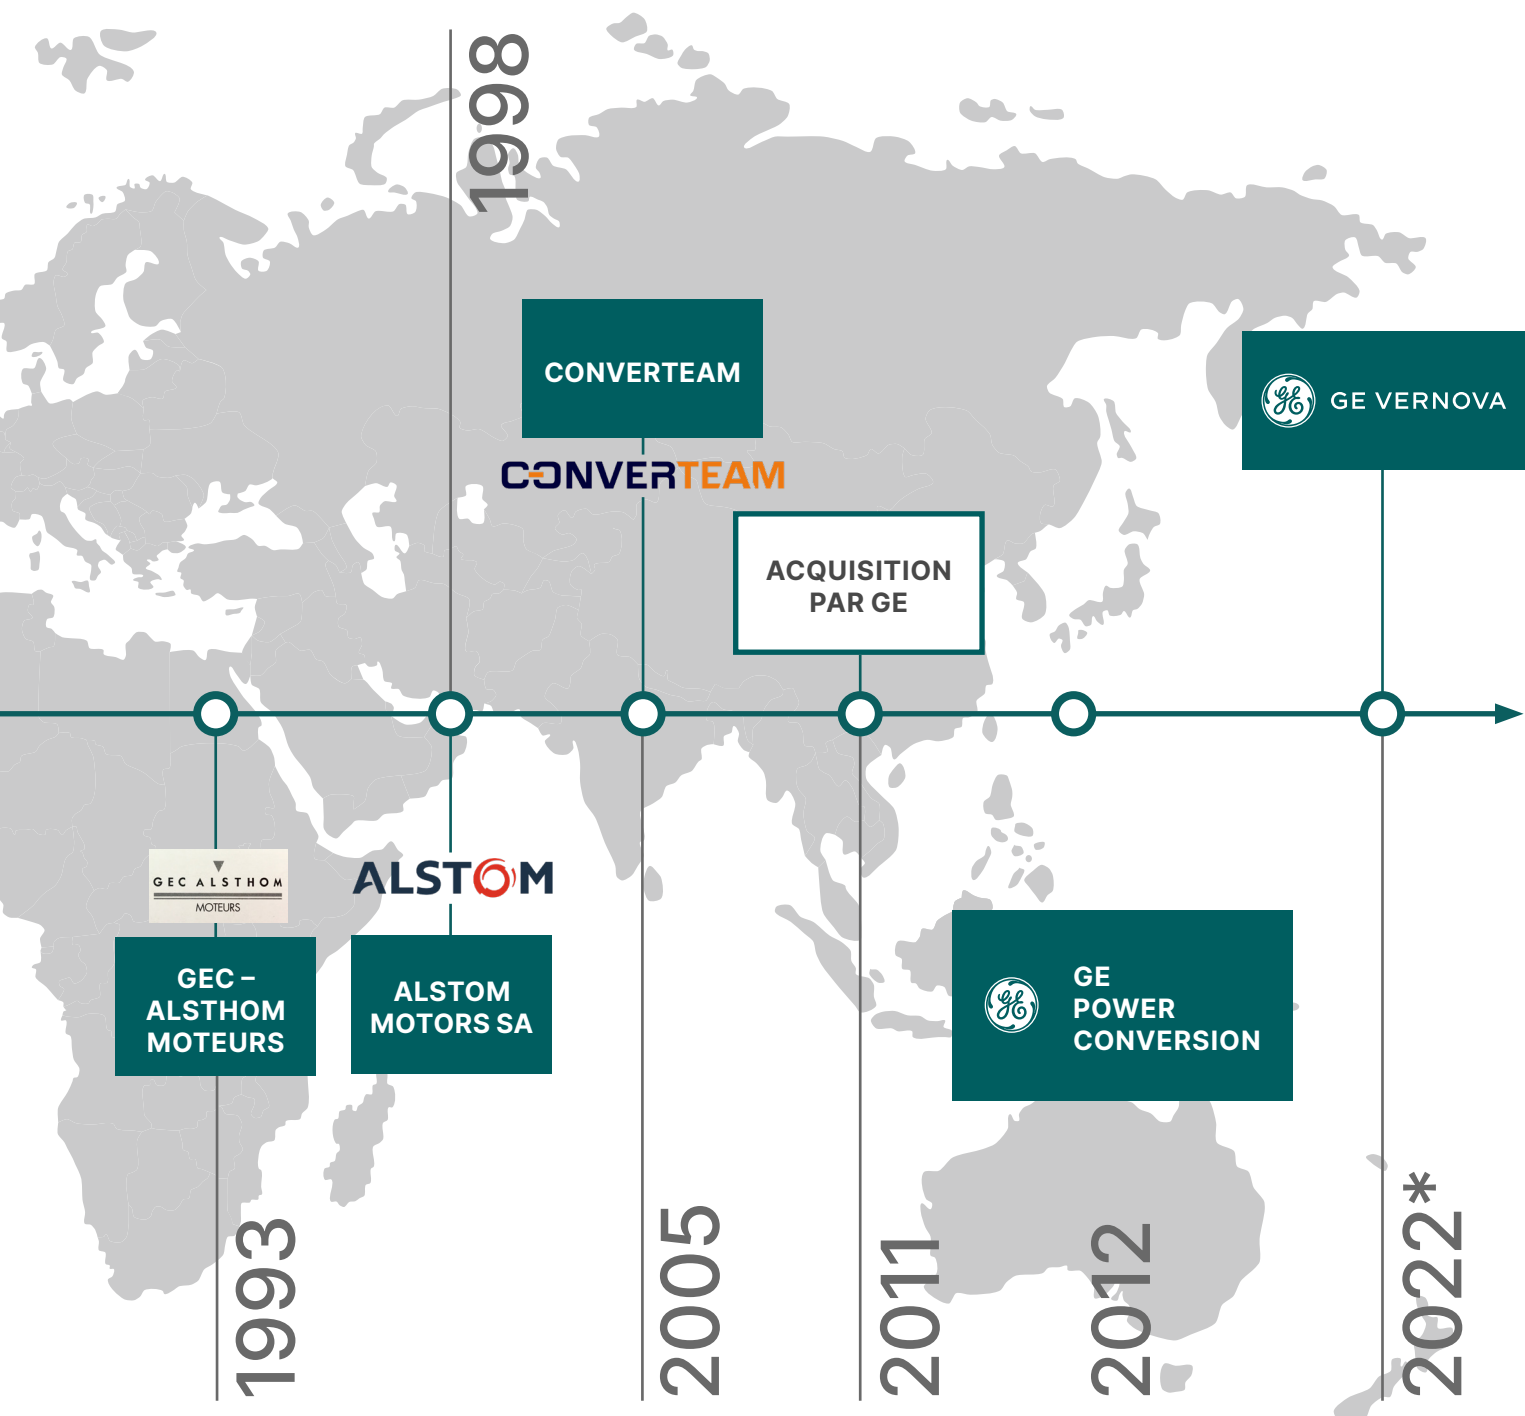 1998
CONVERTEAM
CONVERTEAM
GE VERNOVA
ACQUISITION
PAR GE
GEC ALSTHOM
MOTEURS
GEC –
ALSTHOM
MOTEURS
ALSTOM
ALSTOM
MOTORS SA
GE
GE
POWER
CONVERSION
1993
2005
2011
2012
2022*